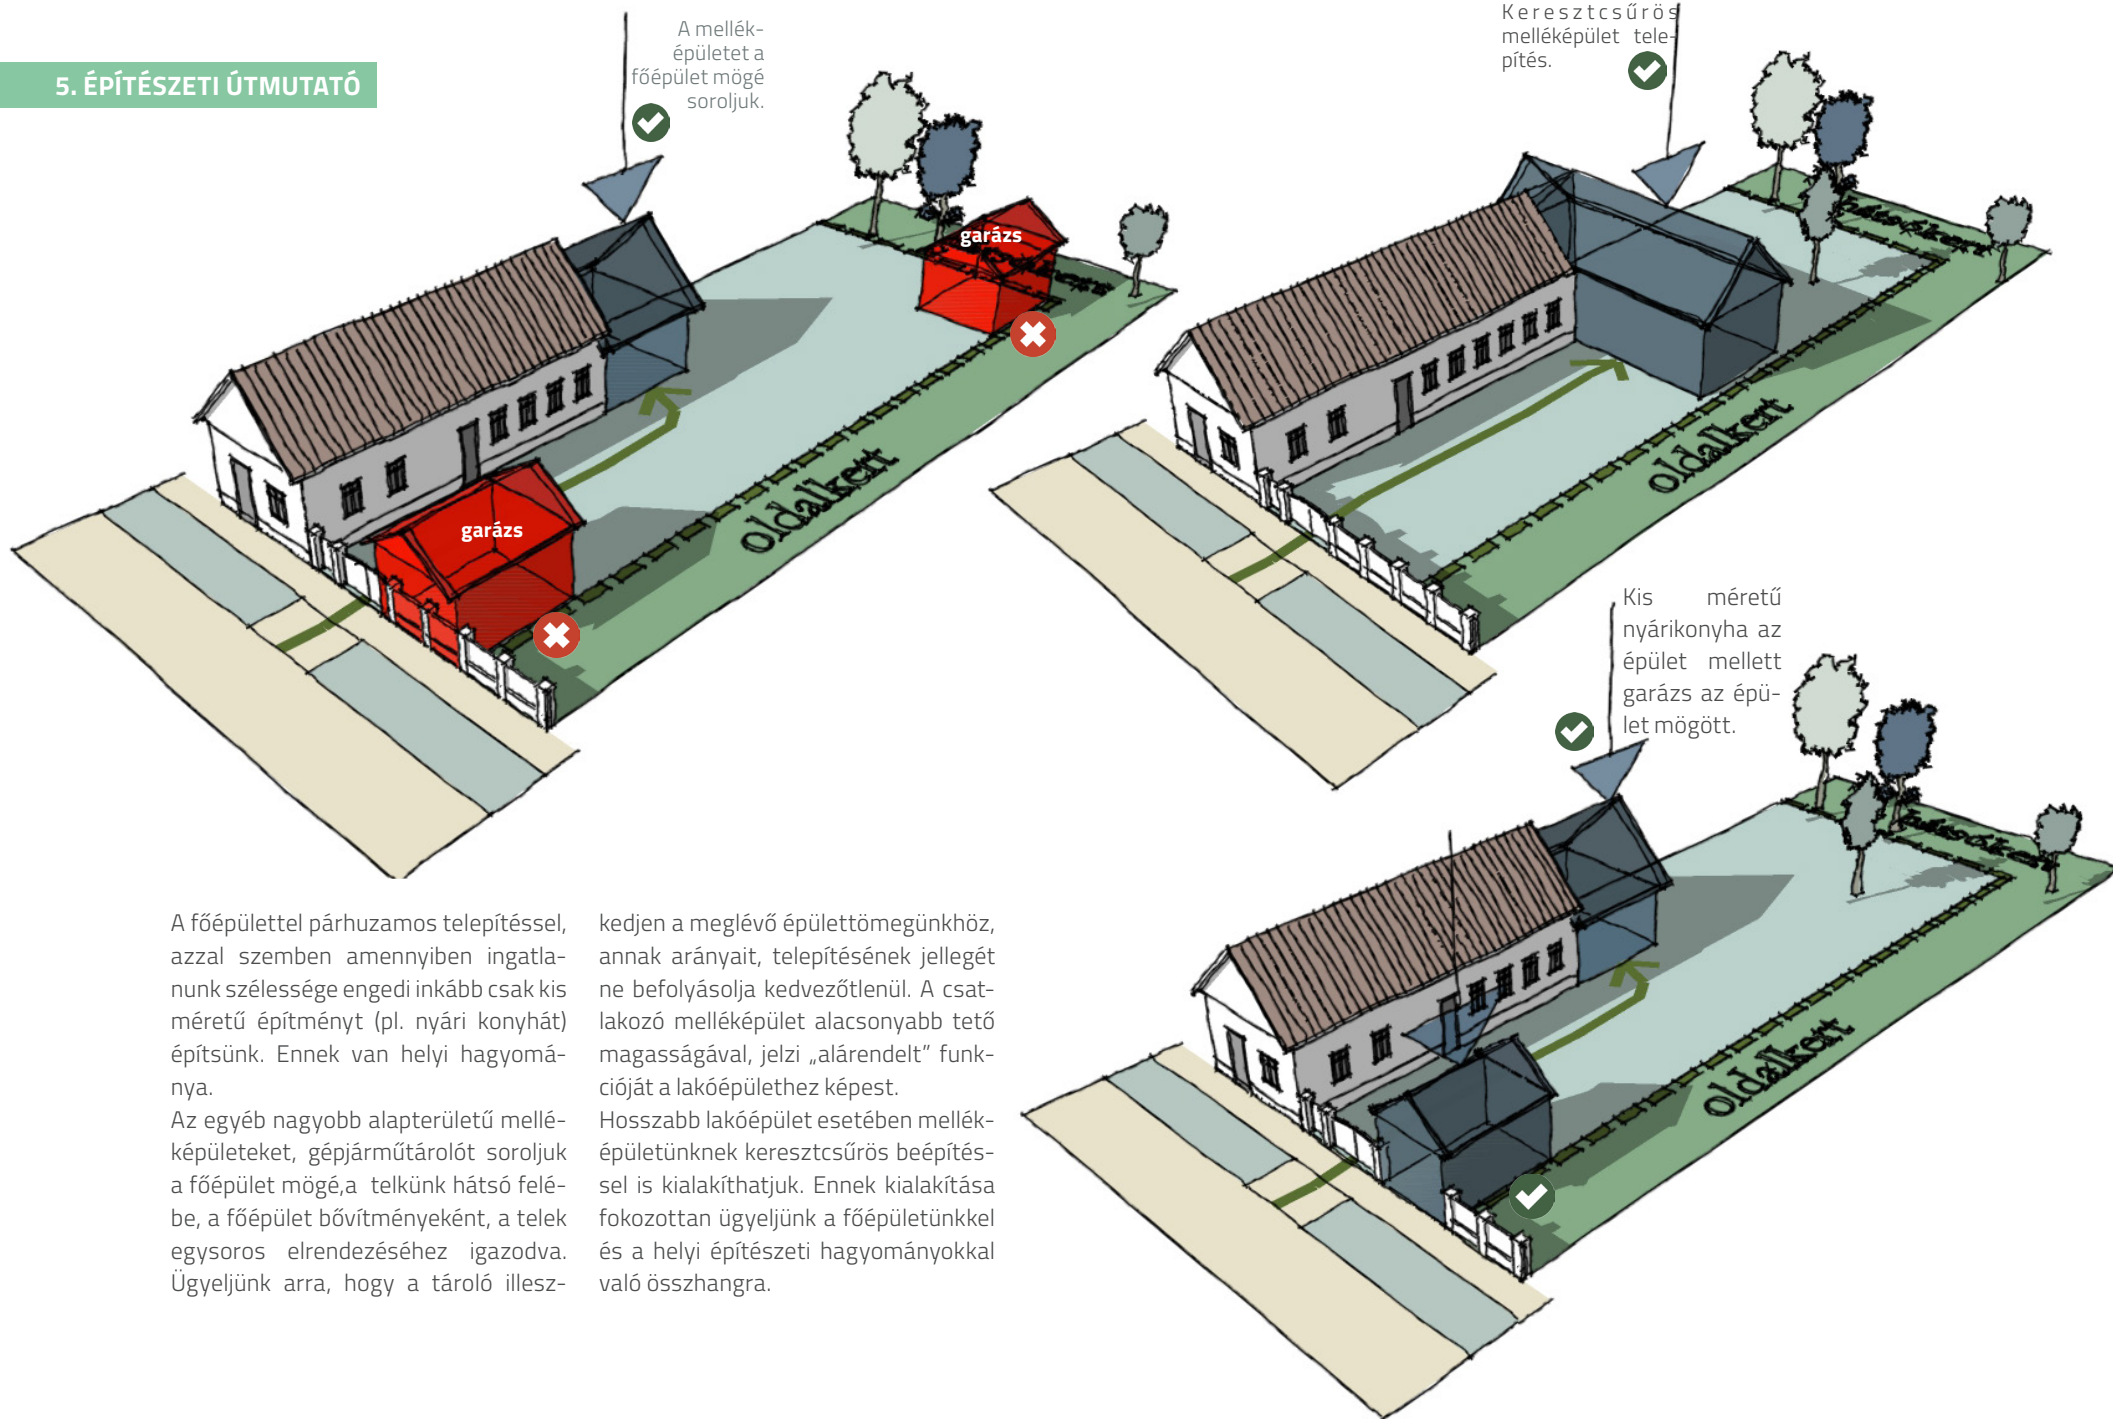 5. ÉPÍTÉSZETI ÚTMUTATÓ
A mellék-
épületet a
főépület mögé
soroljuk.
garázs
garázs
oldalkert
Keresztcsűrös
melléképület tele-
pítés.
hátsókert
oldalkert
Kis méretű
nyárikonyha az
épület mellett
garázs az épü-
let mögött.
hátsókert
oldalkert
A főépülettel párhuzamos telepítéssel,
azzal szemben amennyiben ingatla-
nunk szélessége engedi inkább csak kis
méretű építményt (pl. nyári konyhát)
építsünk. Ennek van helyi hagyomá-
nya.
Az egyéb nagyobb alapterületű mellé-
képületeket, gépjárműtárolót soroljuk
a főépület mögé,a telkünk hátsó felé-
be, a főépület bővítményeként, a telek
egysoros elrendezéséhez igazodva.
Ügyeljünk arra, hogy a tároló illesz-
kedjen a meglévő épülettömegünkhöz,
annak arányait, telepítésének jellegét
ne befolyásolja kedvezőtlenül. A csat-
lakozó melléképület alacsonyabb tető
magasságával, jelzi „alárendelt” funk-
cióját a lakóépülethez képest.
Hosszabb lakóépület esetében mellék-
épületünknek keresztcsűrös beépítés-
sel is kialakíthatjuk. Ennek kialakítása
fokozottan ügyeljünk a főépületünkkel
és a helyi építészeti hagyományokkal
való összhangra.